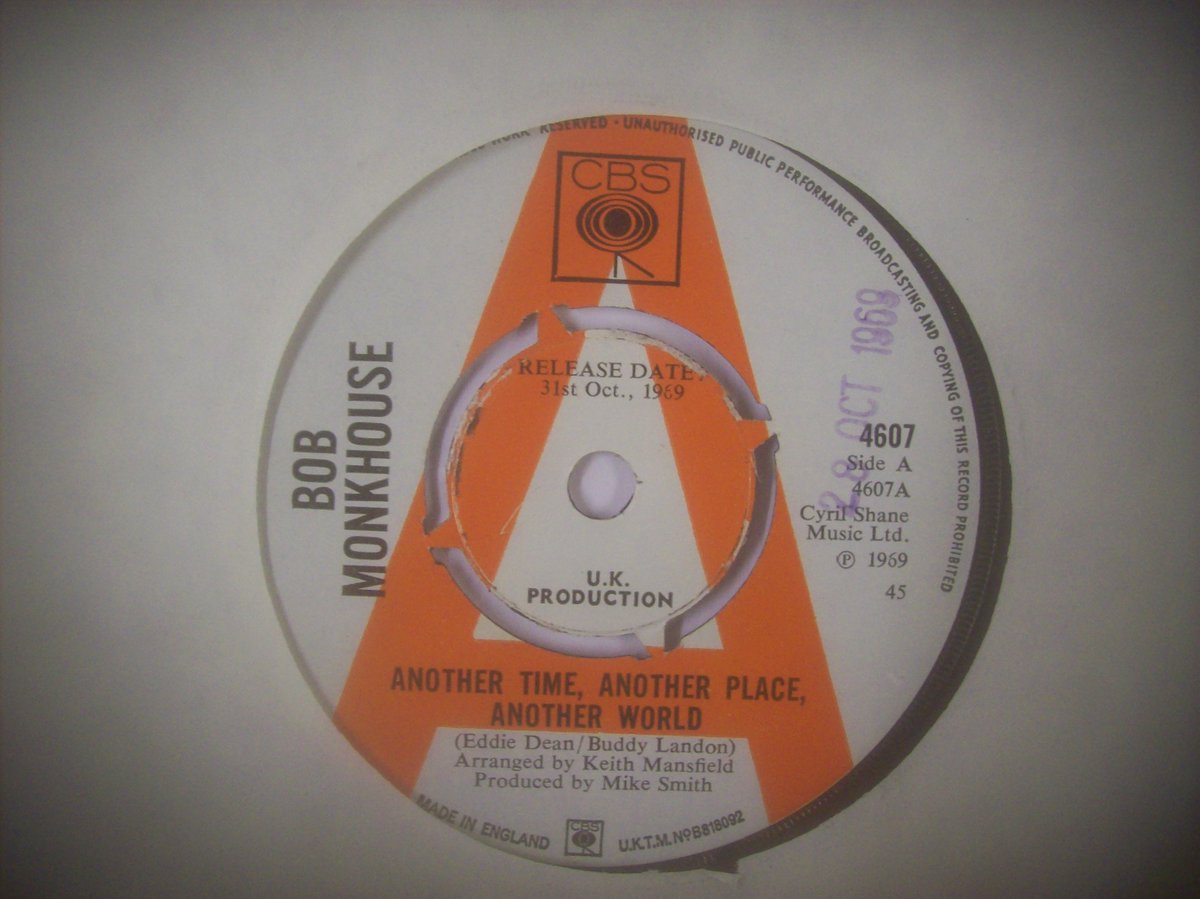 WORK RESERVED · UNAUTHORISED PUBLIC PERFORMANCE BROADCASTING AND COPYING OF THIS RECORD PROHIBITED
CBS
BOB
MONKHOUSE
RELEASE DATE:
31st Oct., 1969
28 OCT 1969
4607
Side A
4607A
Cyril Shane
Music Ltd.
℗ 1969
45
U.K.
PRODUCTION
ANOTHER TIME, ANOTHER PLACE,
ANOTHER WORLD
(Eddie Dean/Buddy Landon)
Arranged by Keith Mansfield
Produced by Mike Smith
MADE IN ENGLAND
CBS
U.K.T.M. No B818092